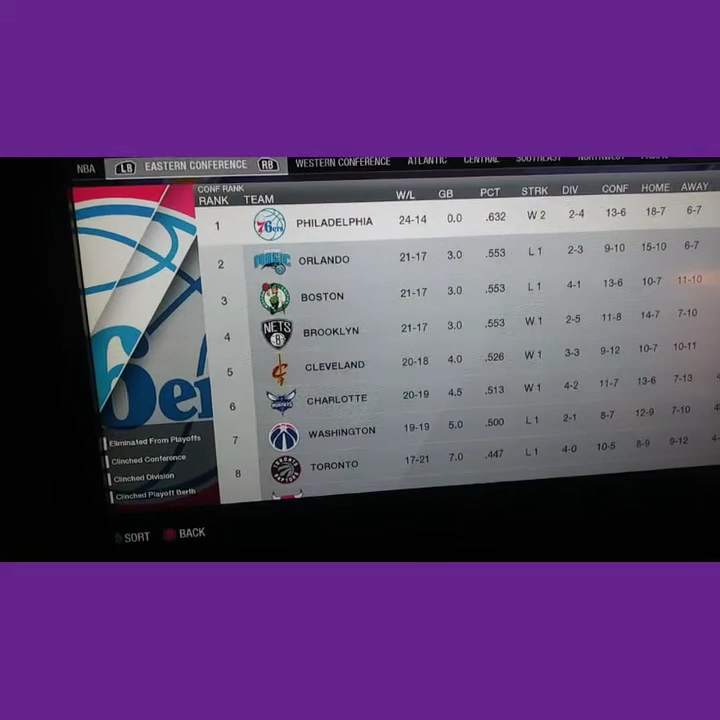 NBA LB EASTERN CONFERENCE RB WESTERN CONFERENCE ATLANTIC CENTRAL SOUTHEAST NORTHWEST
CONF RANK
RANK TEAM W/L GB PCT STRK DIV CONF HOME AWAY
1 76ers PHILADELPHIA 24-14 0.0 .632 W 2 2-4 13-6 18-7 6-7
2 MAGIC ORLANDO 21-17 3.0 .553 L 1 2-3 9-10 15-10 6-7
3 BOSTON 21-17 3.0 .553 L 1 4-1 13-6 10-7 11-10
4 NETS B BROOKLYN 21-17 3.0 .553 W 1 2-5 11-8 14-7 7-10
5 C CLEVELAND 20-18 4.0 .526 W 1 3-3 9-12 10-7 10-11
6 CHARLOTTE 20-19 4.5 .513 W 1 4-2 11-7 13-6 7-13
7 WASHINGTON 19-19 5.0 .500 L 1 2-1 8-7 12-9 7-10
8 TORONTO 17-21 7.0 .447 L 1 4-0 10-5 8-9 9-12
6er
Eliminated From Playoffs
Clinched Conference
Clinched Division
Clinched Playoff Berth
SORT BACK